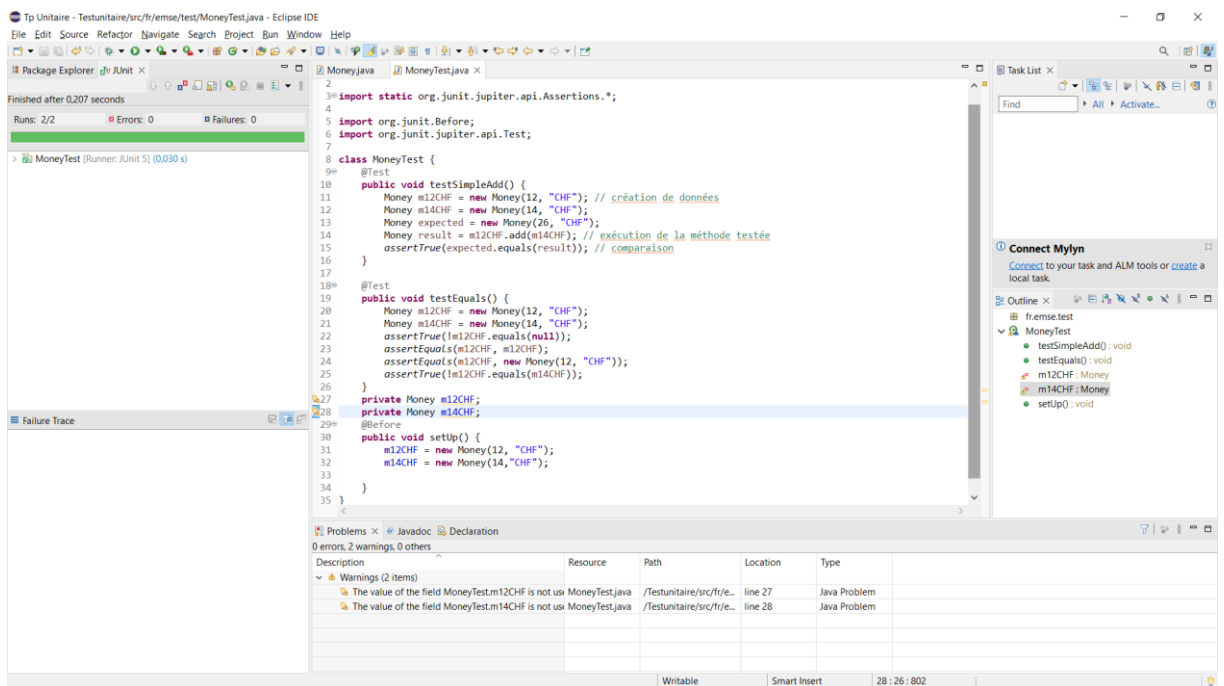 Tp Unitaire - Testunitaire/src/fr/emse/test/MoneyTest.java - Eclipse IDE
File Edit Source Refactor Navigate Search Project Run Window Help
Package Explorer JUnit
Finished after 0,207 seconds
Runs: 2/2 Errors: 0 Failures: 0
MoneyTest [Runner: JUnit 5] (0,030 s)
Failure Trace
Money.java MoneyTest.java
2
3 import static org.junit.jupiter.api.Assertions.*;
4
5 import org.junit.Before;
6 import org.junit.jupiter.api.Test;
7
8 class MoneyTest {
9 @Test
10 public void testSimpleAdd() {
11 Money m12CHF = new Money(12, "CHF"); // création de données
12 Money m14CHF = new Money(14, "CHF");
13 Money expected = new Money(26, "CHF");
14 Money result = m12CHF.add(m14CHF); // exécution de la méthode testée
15 assertTrue(expected.equals(result)); // comparaison
16 }
17
18 @Test
19 public void testEquals() {
20 Money m12CHF = new Money(12, "CHF");
21 Money m14CHF = new Money(14, "CHF");
22 assertTrue(!m12CHF.equals(null));
23 assertEquals(m12CHF, m12CHF);
24 assertEquals(m12CHF, new Money(12, "CHF"));
25 assertTrue(!m12CHF.equals(m14CHF));
26 }
27 private Money m12CHF;
28 private Money m14CHF;
29 @Before
30 public void setUp() {
31 m12CHF = new Money(12, "CHF");
32 m14CHF = new Money(14,"CHF");
33
34 }
35 }
Task List
Find All Activate...
Connect Mylyn
Connect to your task and ALM tools or create a
local task.
Outline
fr.emse.test
MoneyTest
testSimpleAdd() : void
testEquals() : void
m12CHF : Money
m14CHF : Money
setUp() : void
Problems Javadoc Declaration
0 errors, 2 warnings, 0 others
Description Resource Path Location Type
Warnings (2 items)
The value of the field MoneyTest.m12CHF is not use MoneyTest.java /Testunitaire/src/fr/e... line 27 Java Problem
The value of the field MoneyTest.m14CHF is not use MoneyTest.java /Testunitaire/src/fr/e... line 28 Java Problem
Writable Smart Insert 28 : 26 : 802